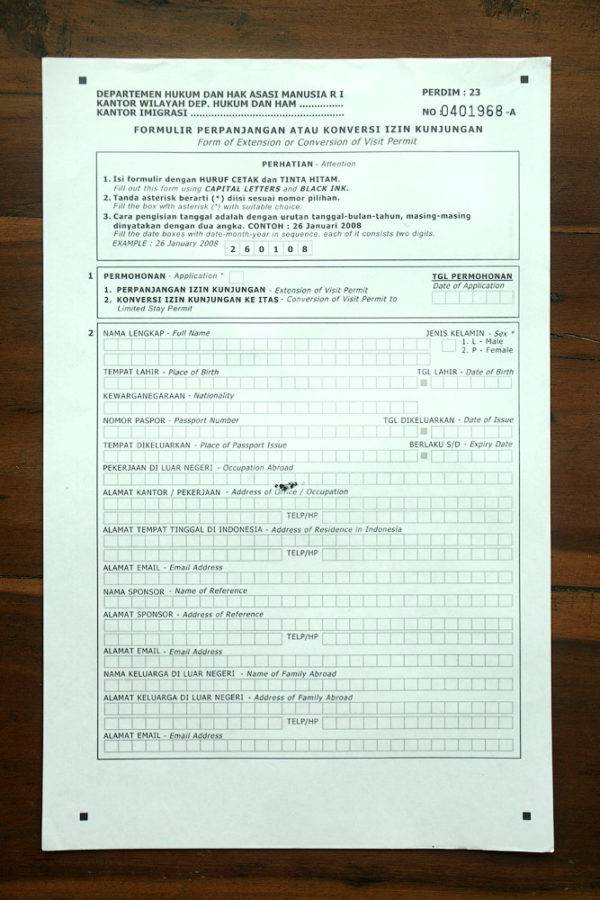 DEPARTEMEN HUKUM DAN HAK ASASI MANUSIA R I
KANTOR WILAYAH DEP. HUKUM DAN HAM ...............
KANTOR IMIGRASI .....................................................
PERDIM : 23
NO 0401968-A
FORMULIR PERPANJANGAN ATAU KONVERSI IZIN KUNJUNGAN
Form of Extension or Conversion of Visit Permit
PERHATIAN - Attention
1. Isi formulir dengan HURUF CETAK dan TINTA HITAM.
Fill out this form using CAPITAL LETTERS and BLACK INK.
2. Tanda asterisk berarti (*) diisi sesuai nomor pilihan.
Fill the box with asterisk (*) with suitable choice.
3. Cara pengisian tanggal adalah dengan urutan tanggal-bulan-tahun, masing-masing
dinyatakan dengan dua angka. CONTOH : 26 Januari 2008
Fill the date boxes with date-month-year in sequence, each of it consists two digits.
EXAMPLE : 26 January 2008 2 6 0 1 0 8
1 PERMOHONAN - Application *
TGL PERMOHONAN
Date of Application
1. PERPANJANGAN IZIN KUNJUNGAN - Extension of Visit Permit
2. KONVERSI IZIN KUNJUNGAN KE ITAS - Conversion of Visit Permit to
Limited Stay Permit
2 NAMA LENGKAP - Full Name
JENIS KELAMIN - Sex *
1. L - Male
2. P - Female
TEMPAT LAHIR - Place of Birth TGL LAHIR - Date of Birth
KEWARGANEGARAAN - Nationality
NOMOR PASPOR - Passport Number TGL DIKELUARKAN - Date of Issue
TEMPAT DIKELUARKAN - Place of Passport Issue BERLAKU S/D - Expiry Date
PEKERJAAN DI LUAR NEGERI - Occupation Abroad
ALAMAT KANTOR / PEKERJAAN - Address of Office / Occupation
TELP/HP
ALAMAT TEMPAT TINGGAL DI INDONESIA - Address of Residence in Indonesia
TELP/HP
ALAMAT EMAIL - Email Address
NAMA SPONSOR - Name of Reference
ALAMAT SPONSOR - Address of Reference
TELP/HP
ALAMAT EMAIL - Email Address
NAMA KELUARGA DI LUAR NEGERI - Name of Family Abroad
ALAMAT KELUARGA DI LUAR NEGERI - Address of Family Abroad
TELP/HP
ALAMAT EMAIL - Email Address